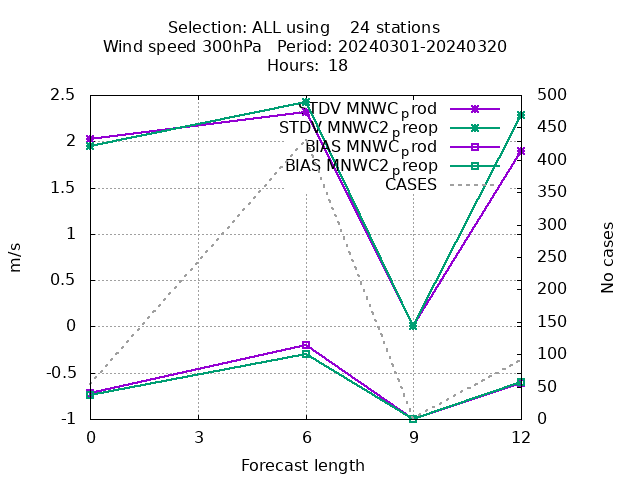 Selection: ALL using    24 stations
Wind speed 300hPa   Period: 20240301-20240320
Hours: 18
2.5
2
1.5
1
0.5
0
-0.5
-1
500
450
400
350
300
250
200
150
100
50
0
STDV MNWC_prod
STDV MNWC2_preop
BIAS MNWC_prod
BIAS MNWC2_preop
CASES
m/s
No cases
0 3 6 9 12
Forecast length